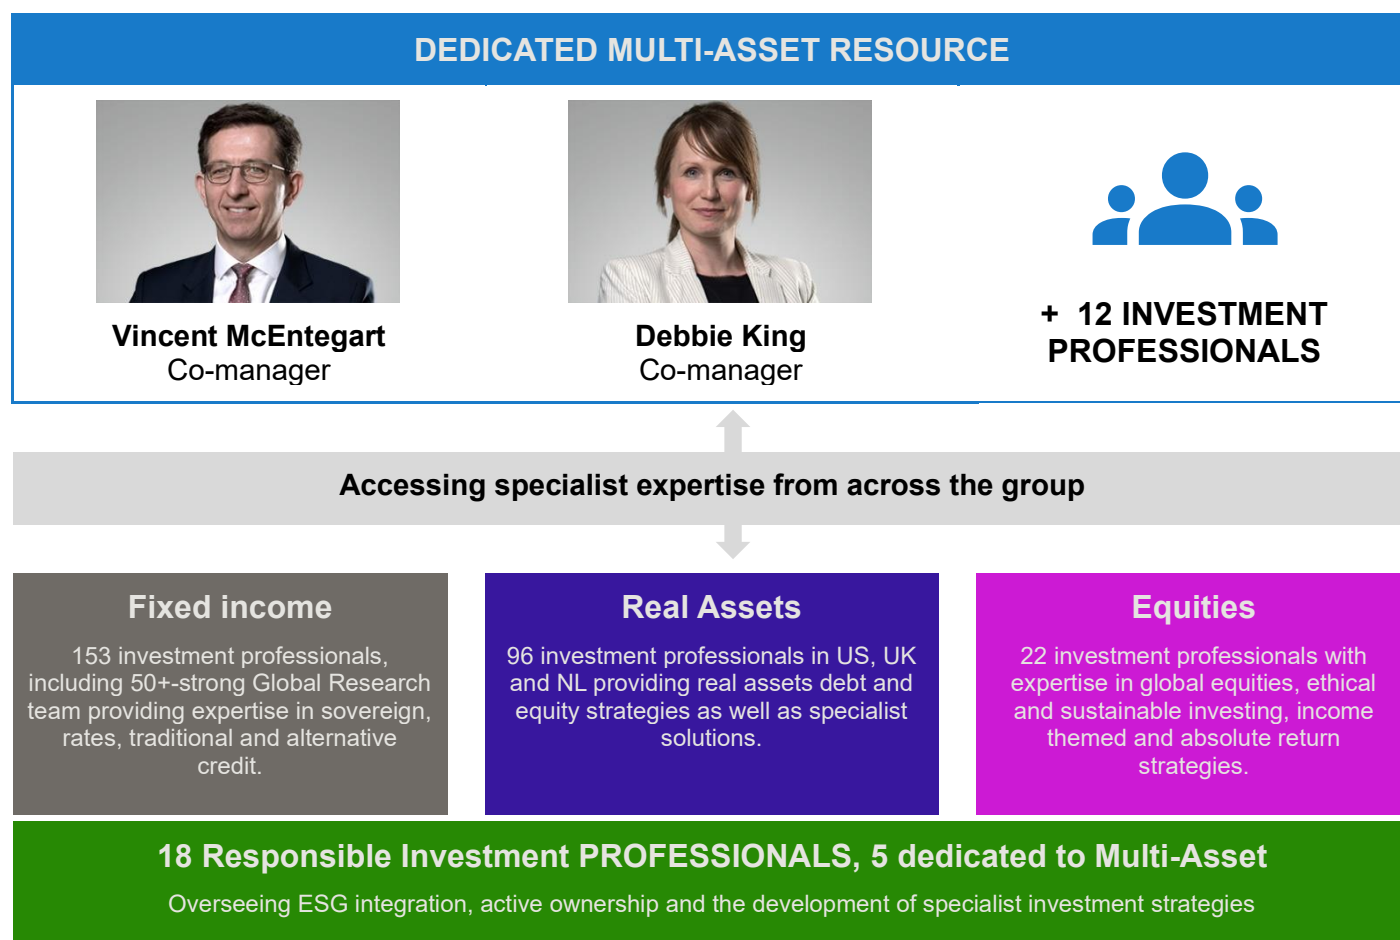 DEDICATED MULTI-ASSET RESOURCE
Vincent McEntegart
Co-manager
Debbie King
Co-manager
+ 12 INVESTMENT
PROFESSIONALS
Accessing specialist expertise from across the group
Fixed income
153 investment professionals,
including 50+-strong Global Research
team providing expertise in sovereign,
rates, traditional and alternative
credit.
Real Assets
96 investment professionals in US, UK
and NL providing real assets debt and
equity strategies as well as specialist
solutions.
Equities
22 investment professionals with
expertise in global equities, ethical
and sustainable investing, income
themed and absolute return
strategies.
18 Responsible Investment PROFESSIONALS, 5 dedicated to Multi-Asset
Overseeing ESG integration, active ownership and the development of specialist investment strategies